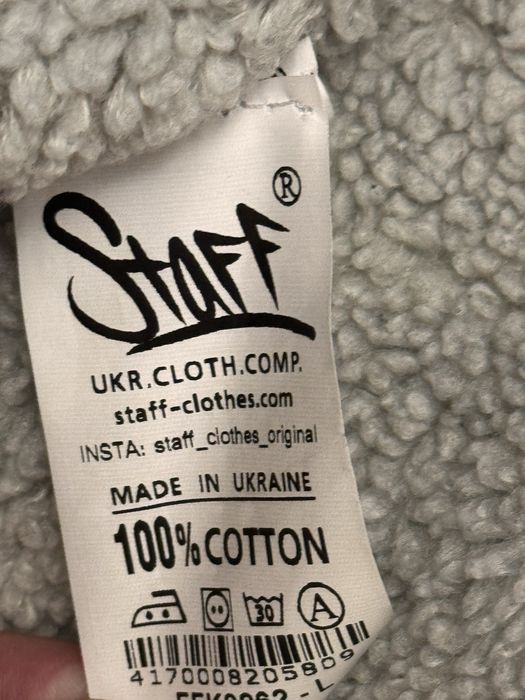 Staff®
UKR.CLOTH.COMP.
staff-clothes.com
INSTA: staff_clothes_original
MADE IN UKRAINE
100% COTTON
30 A
4170008205809